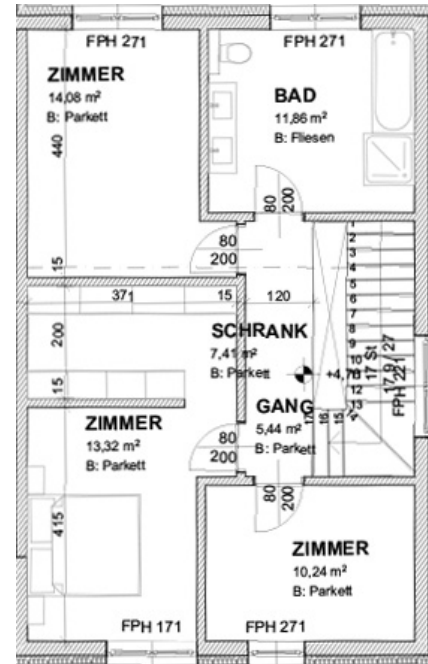 FPH 271
FPH 271
ZIMMER
14,08 m²
B: Parkett
BAD
11,86 m²
B: Fliesen
440
80
200
80
200
15
371
15
120
1
2
3
4
5
6
7
8
9
10
11
12
13
SCHRANK
7,41 m²
B: Parkett
200
17 St
17,9 / 27
FPH 221
GANG
5,44 m²
B: Parkett
15
17
16
15
ZIMMER
13,32 m²
B: Parkett
80
200
80
200
415
ZIMMER
10,24 m²
B: Parkett
FPH 171
FPH 271